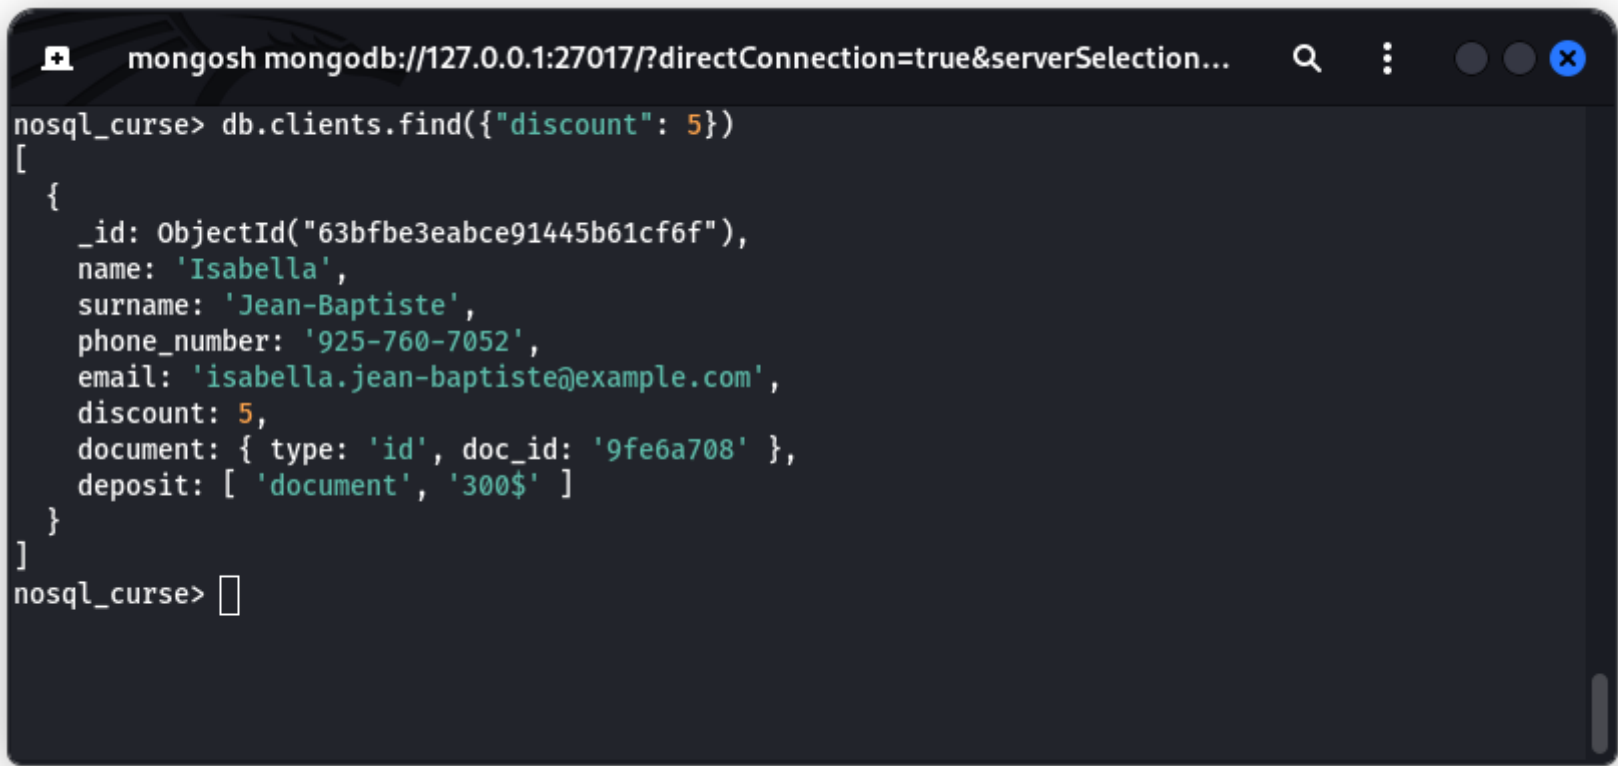 mongosh mongodb://127.0.0.1:27017/?directConnection=true&serverSelection...
nosql_curse> db.clients.find({"discount": 5})
[
  {
    _id: ObjectId("63bfbe3eabce91445b61cf6f"),
    name: 'Isabella',
    surname: 'Jean-Baptiste',
    phone_number: '925-760-7052',
    email: 'isabella.jean-baptiste@example.com',
    discount: 5,
    document: { type: 'id', doc_id: '9fe6a708' },
    deposit: [ 'document', '300$' ]
  }
]
nosql_curse>